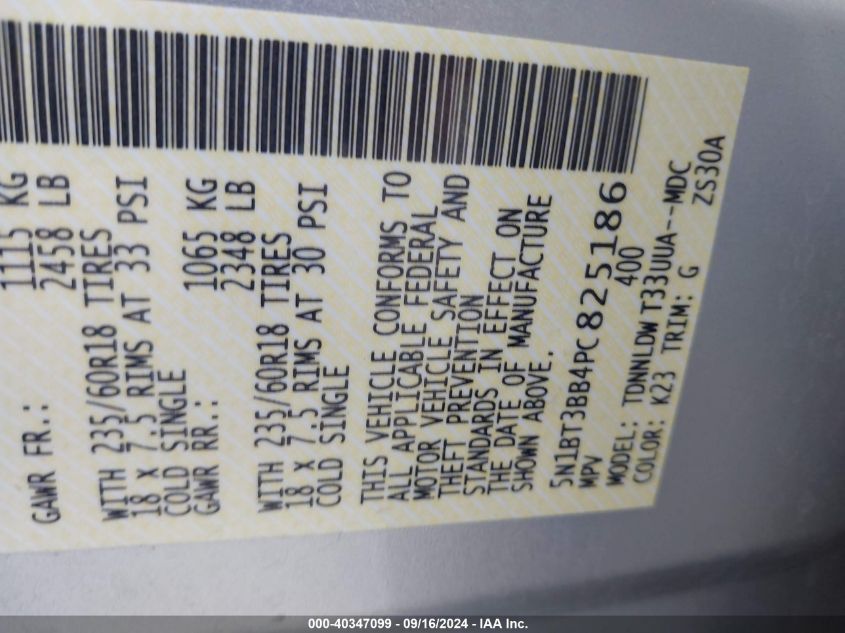 GAWR FR.: 1115 KG
2458 LB
WITH 235/60R18 TIRES
18 X 7.5 RIMS AT 33 PSI
COLD SINGLE
GAWR RR.: 1065 KG
2348 LB
WITH 235/60R18 TIRES
18 X 7.5 RIMS AT 30 PSI
COLD SINGLE
THIS VEHICLE CONFORMS TO
ALL APPLICABLE FEDERAL
MOTOR VEHICLE SAFETY AND
THEFT PREVENTION
STANDARDS IN EFFECT ON
THE DATE OF MANUFACTURE
SHOWN ABOVE.
5N1BT3BB4PC825186
MPV 400
MODEL: TONNLDWT33UUA--MDC
COLOR: K23 TRIM: G ZS30A
000-40347099 - 09/16/2024 - IAA Inc.